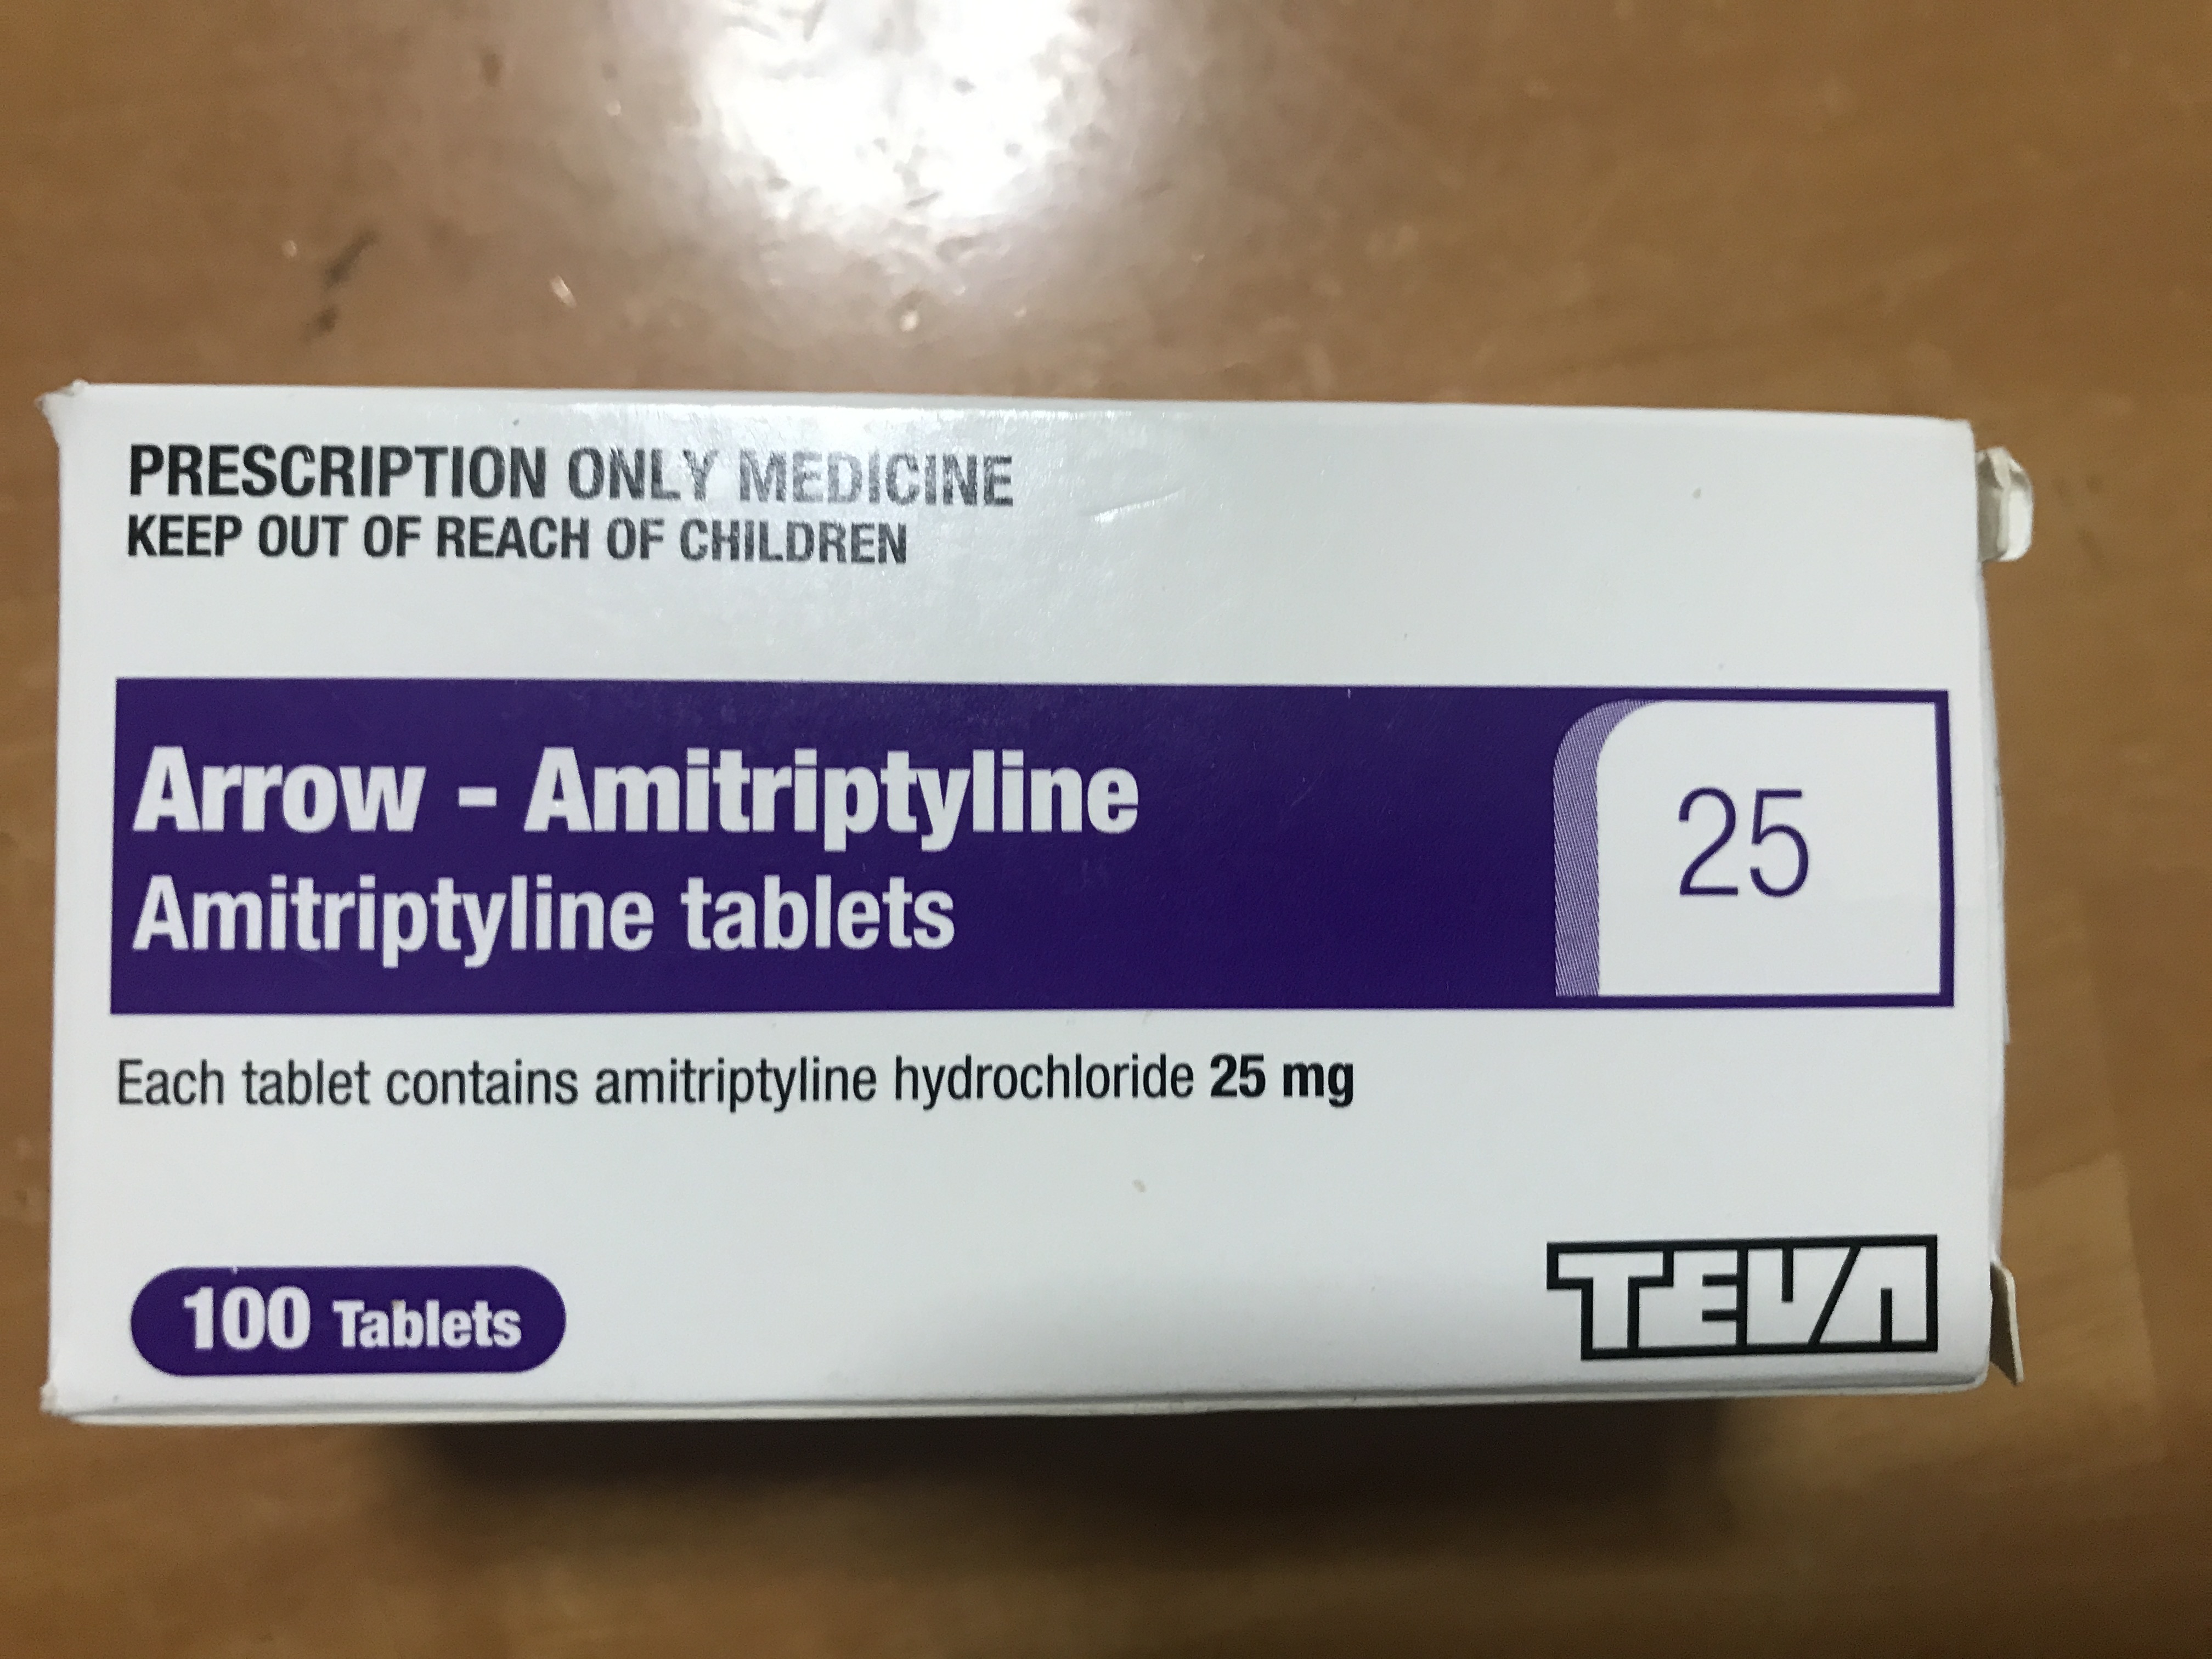 PRESCRIPTION ONLY MEDICINE
KEEP OUT OF REACH OF CHILDREN
Arrow - Amitriptyline
Amitriptyline tablets
25
Each tablet contains amitriptyline hydrochloride 25 mg
100 Tablets
TEVA